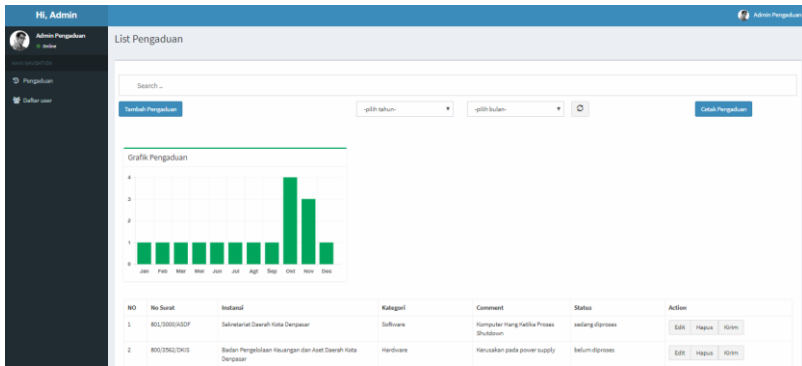 Hi, Admin
Admin Pengaduan
Admin Pengaduan
Online
MAIN NAVIGATION
Pengaduan
Daftar user
List Pengaduan
Search ..
Tambah Pengaduan
-pilih tahun-
-pilih bulan-
Cetak Pengaduan
Grafik Pengaduan
4
3
2
1
0
Jan Feb Mar Mei Jun Jul Agt Sep Okt Nov Dec
NO No Surat Instansi Kategori Comment Status Action
1 801/3000/ASDF Sekretariat Daerah Kota Denpasar Software Komputer Hang Ketika Proses Shutdown sedang diproses Edit Hapus Kirim
2 800/3562/DKIS Badan Pengelolaan Keuangan dan Aset Daerah Kota Denpasar Hardware Kerusakan pada power supply belum diproses Edit Hapus Kirim